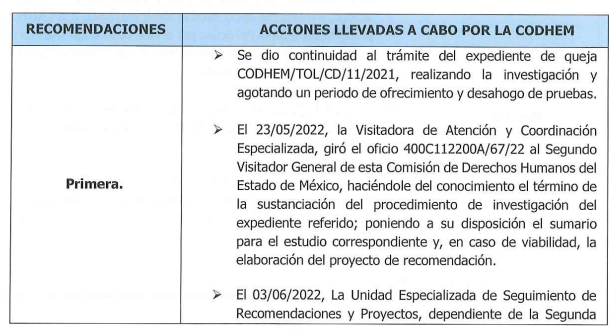 RECOMENDACIONES
ACCIONES LLEVADAS A CABO POR LA CODHEM
Primera.
➢ Se dio continuidad al trámite del expediente de queja
CODHEM/TOL/CD/11/2021, realizando la investigación y
agotando un periodo de ofrecimiento y desahogo de pruebas.
➢ El 23/05/2022, la Visitadora de Atención y Coordinación
Especializada, giró el oficio 400C112200A/67/22 al Segundo
Visitador General de esta Comisión de Derechos Humanos del
Estado de México, haciéndole del conocimiento el término de
la sustanciación del procedimiento de investigación del
expediente referido; poniendo a su disposición el sumario
para el estudio correspondiente y, en caso de viabilidad, la
elaboración del proyecto de recomendación.
➢ El 03/06/2022, La Unidad Especializada de Seguimiento de
Recomendaciones y Proyectos, dependiente de la Segunda